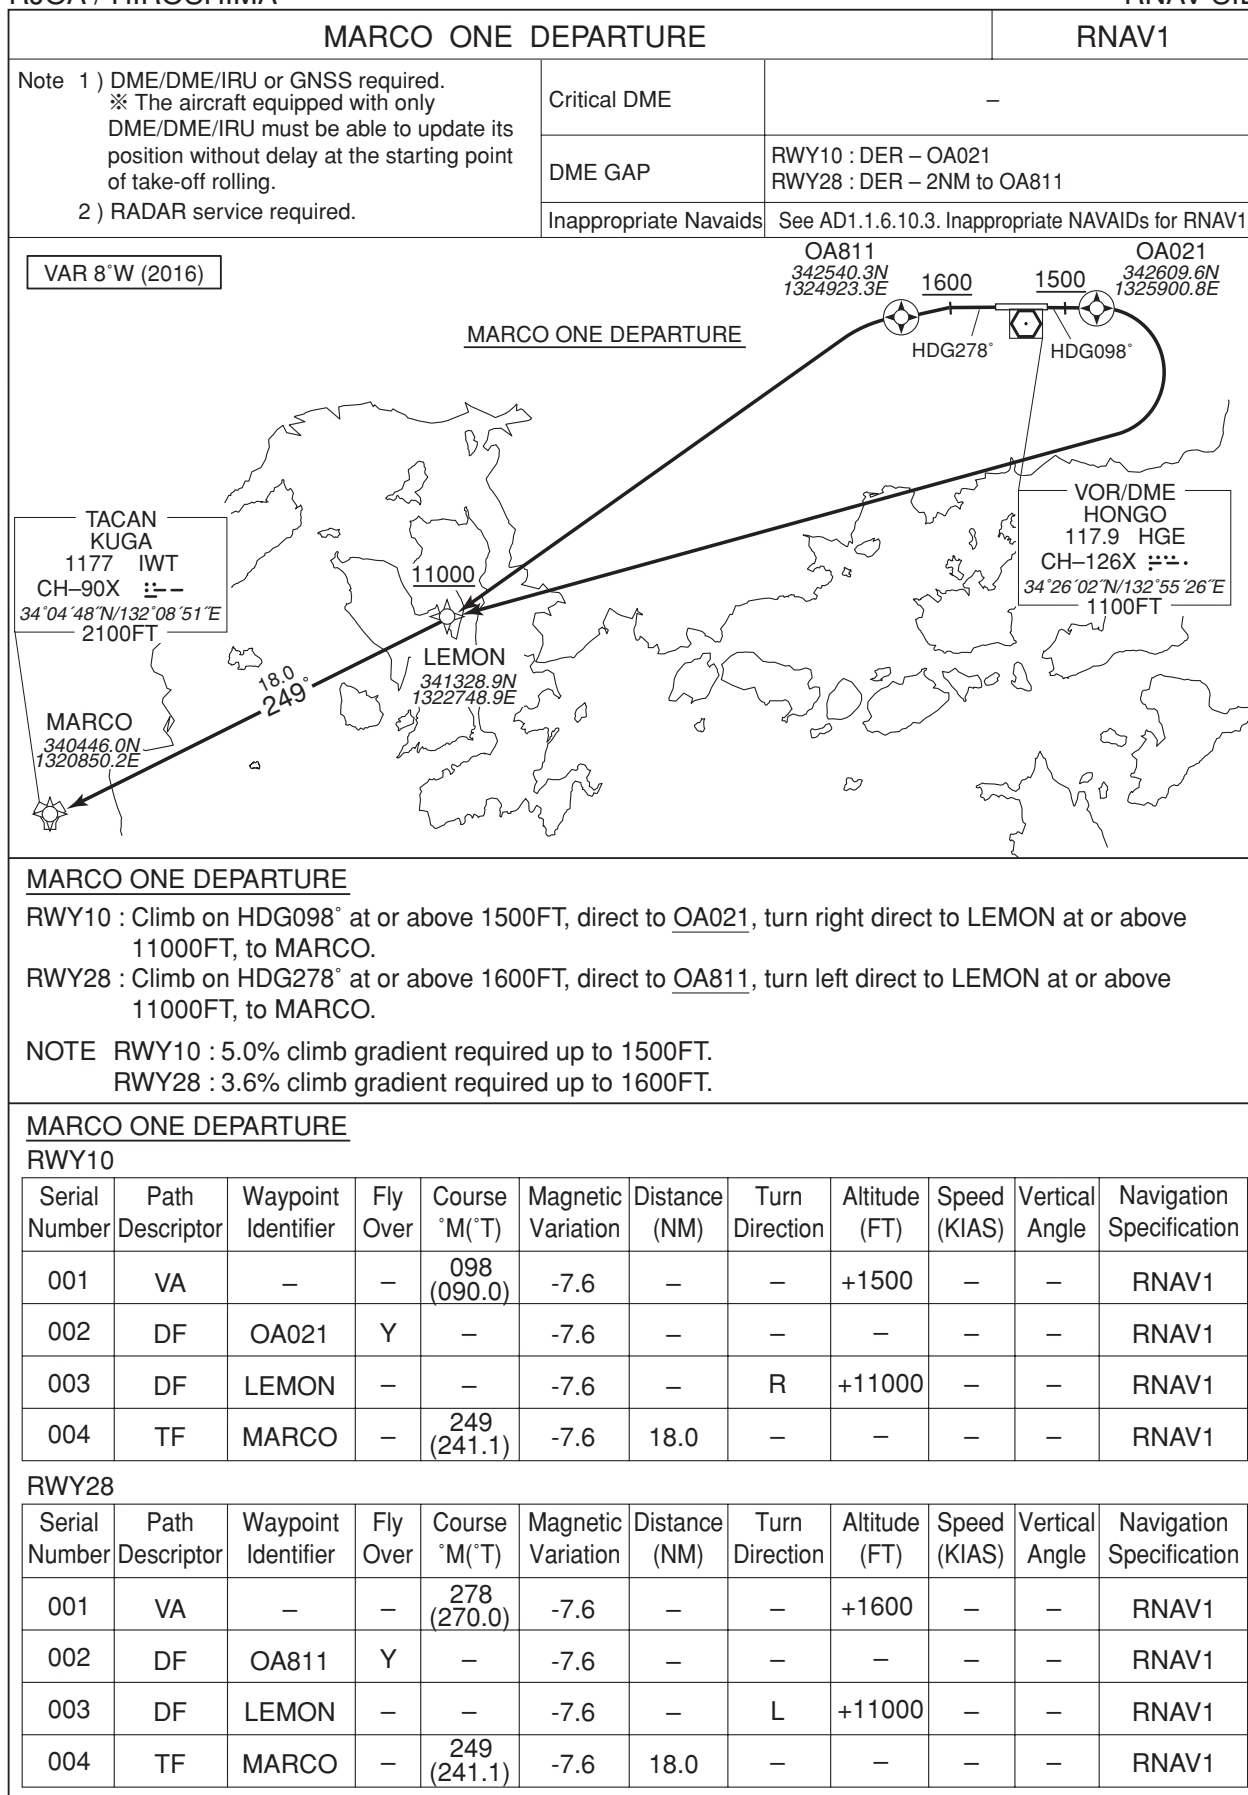 RJOA / HIROSHIMA
RNAV SID
MARCO ONE DEPARTURE
RNAV1
Note 1 ) DME/DME/IRU or GNSS required.
※ The aircraft equipped with only
DME/DME/IRU must be able to update its
position without delay at the starting point
of take-off rolling.
2 ) RADAR service required.
Critical DME
–
DME GAP
RWY10 : DER – OA021
RWY28 : DER – 2NM to OA811
Inappropriate Navaids
See AD1.1.6.10.3. Inappropriate NAVAIDs for RNAV1
VAR 8˚W (2016)
OA811
342540.3N
1324923.3E
1600
1500
OA021
342609.6N
1325900.8E
MARCO ONE DEPARTURE
HDG278˚
HDG098˚
TACAN
KUGA
1177 IWT
CH–90X
34˚04´48˝N/132˚08´51˝E
2100FT
VOR/DME
HONGO
117.9 HGE
CH–126X
34˚26´02˝N/132˚55´26˝E
1100FT
11000
LEMON
341328.9N
1322748.9E
18.0
249˚
MARCO
340446.0N
1320850.2E
MARCO ONE DEPARTURE
RWY10 : Climb on HDG098˚ at or above 1500FT, direct to OA021, turn right direct to LEMON at or above
11000FT, to MARCO.
RWY28 : Climb on HDG278˚ at or above 1600FT, direct to OA811, turn left direct to LEMON at or above
11000FT, to MARCO.
NOTE RWY10 : 5.0% climb gradient required up to 1500FT.
RWY28 : 3.6% climb gradient required up to 1600FT.
MARCO ONE DEPARTURE
RWY10
Serial Number Path Descriptor Waypoint Identifier Fly Over Course ˚M(˚T) Magnetic Variation Distance (NM) Turn Direction Altitude (FT) Speed (KIAS) Vertical Angle Navigation Specification
001 VA – – 098 (090.0) -7.6 – – +1500 – – RNAV1
002 DF OA021 Y – -7.6 – – – – – RNAV1
003 DF LEMON – – -7.6 – R +11000 – – RNAV1
004 TF MARCO – 249 (241.1) -7.6 18.0 – – – – RNAV1
RWY28
Serial Number Path Descriptor Waypoint Identifier Fly Over Course ˚M(˚T) Magnetic Variation Distance (NM) Turn Direction Altitude (FT) Speed (KIAS) Vertical Angle Navigation Specification
001 VA – – 278 (270.0) -7.6 – – +1600 – – RNAV1
002 DF OA811 Y – -7.6 – – – – – RNAV1
003 DF LEMON – – -7.6 – L +11000 – – RNAV1
004 TF MARCO – 249 (241.1) -7.6 18.0 – – – – RNAV1